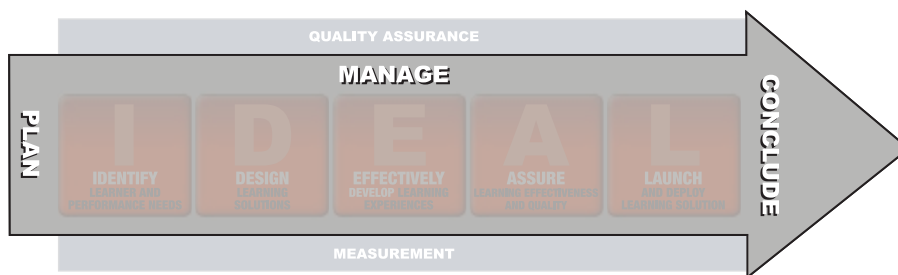 QUALITY ASSURANCE
MANAGE
PLAN
I
IDENTIFY
LEARNER AND
PERFORMANCE NEEDS
D
DESIGN
LEARNING
SOLUTIONS
E
EFFECTIVELY
DEVELOP LEARNING
EXPERIENCES
A
ASSURE
LEARNING EFFECTIVENESS
AND QUALITY
L
LAUNCH
AND DEPLOY
LEARNING SOLUTION
CONCLUDE
MEASUREMENT